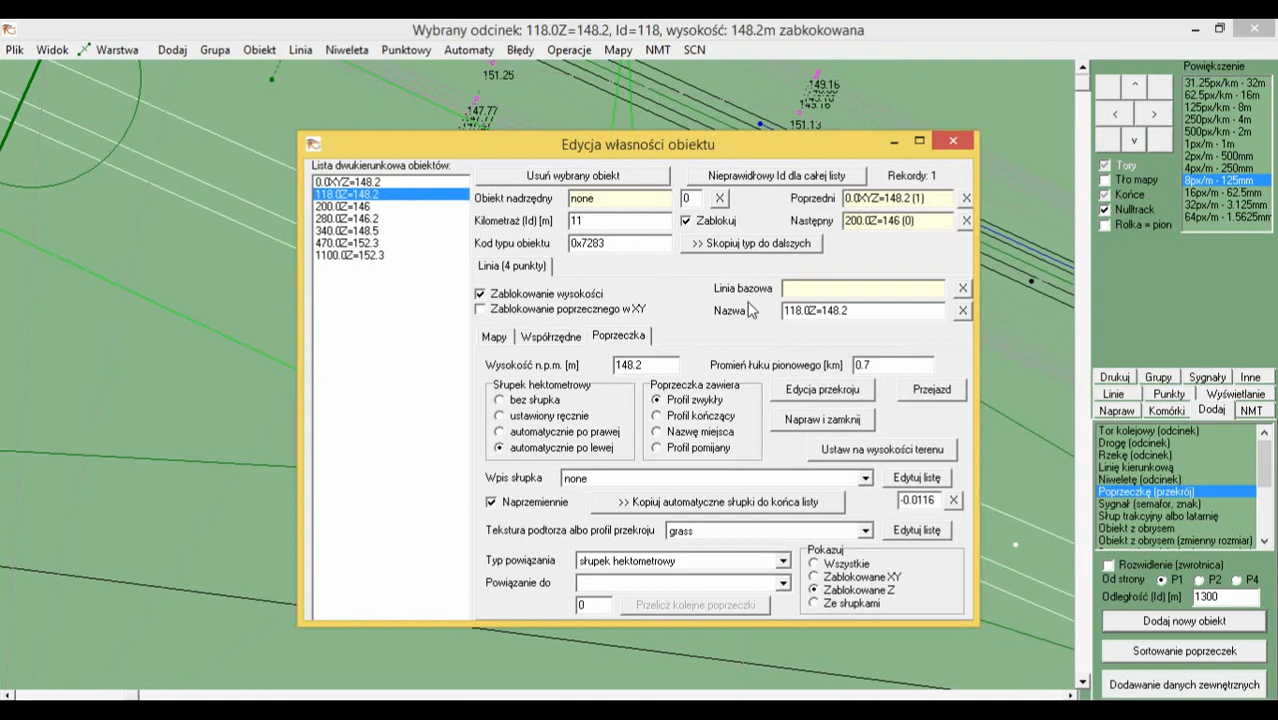 Wybrany odcinek: 118.0Z=148.2, Id=118, wysokość: 148.2m zabkokowana
Plik Widok Warstwa Dodaj Grupa Obiekt Linia Niweleta Punktowy Automaty Błędy Operacje Mapy NMT SCN
151.25
147.77
149.16
151.13
Edycja własności obiektu
Lista dwukierunkowa obiektów:
0.0XYZ=148.2
118.0Z=148.2
200.0Z=146
280.0Z=146.2
340.0Z=148.5
470.0Z=152.3
1100.0Z=152.3
Usuń wybrany obiekt Nieprawidłowy Id dla całej listy Rekordy: 1
Obiekt nadrzędny none 0 X Poprzedni 0.0XYZ=148.2 (1) X
Kilometraż (Id) [m] 11 Zablokuj Następny 200.0Z=146 (0) X
Kod typu obiektu 0x7283 >> Skopiuj typ do dalszych
Linia (4 punkty)
Zablokowanie wysokości Linia bazowa X
Zablokowanie poprzecznego w XY Nazwa 118.0Z=148.2 X
Mapy Współrzędne Poprzeczka
Wysokość n.p.m. [m] 148.2 Promień łuku pionowego [km] 0.7
Słupek hektometrowy
bez słupka
ustawiony ręcznie
automatycznie po prawej
automatycznie po lewej
Poprzeczka zawiera
Profil zwykły
Profil kończący
Nazwę miejsca
Profil pomijany
Edycja przekroju Przejazd
Napraw i zamknij
Ustaw na wysokości terenu
Wpis słupka none Edytuj listę
Naprzemiennie >> Kopiuj automatyczne słupki do końca listy -0.0116 X
Tekstura podtorza albo profil przekroju grass Edytuj listę
Typ powiązania słupek hektometrowy
Powiązanie do
0 Przelicz kolejne poprzeczki
Pokazuj
Wszystkie
Zablokowane XY
Zablokowane Z
Ze słupkami
Powiększenie
31.25px/km - 32m
62.5px/km - 16m
125px/km - 8m
250px/km - 4m
500px/km - 2m
1px/m - 1m
2px/m - 500mm
4px/m - 250mm
8px/m - 125mm
16px/m - 62.5mm
32px/m - 3.125mm
64px/m - 1.5625mm
Tory
Tło mapy
Końce
Nulltrack
Rolka = pion
Drukuj Grupy Sygnały Inne
Linie Punkty Wyświetlanie
Napraw Komórki Dodaj NMT
Tor kolejowy (odcinek)
Drogę (odcinek)
Rzekę (odcinek)
Linię kierunkową
Niweletę (odcinek)
Poprzeczkę (przekrój)
Sygnał (semafor, znak)
Słup trakcyjny albo latarnię
Obiekt z obrysem
Obiekt z obrysem (zmienny rozmiar)
Rozwidlenie (zwrotnica)
Od strony P1 P2 P4
Odległość (Id) [m] 1300
Dodaj nowy obiekt
Sortowanie poprzeczek
Dodawanie danych zewnętrznych